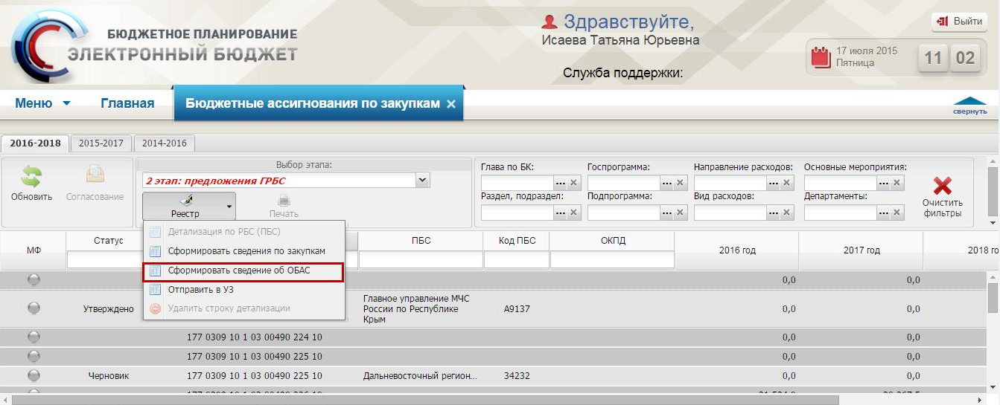 Здравствуйте,
Исаева Татьяна Юрьевна
Служба поддержки:
Выйти
17 июля 2015
Пятница
11 02
БЮДЖЕТНОЕ ПЛАНИРОВАНИЕ
ЭЛЕКТРОННЫЙ БЮДЖЕТ
Меню Главная Бюджетные ассигнования по закупкам ×
свернуть
2016-2018 2015-2017 2014-2016
Обновить
Согласование
Выбор этапа:
2 этап: предложения ГРБС
Реестр
Печать
Глава по БК: Госпрограмма: Направление расходов: Основные мероприятия:
Раздел, подраздел: Подпрограмма: Вид расходов: Департаменты:
Очистить
фильтры
Детализация по РБС (ПБС)
Сформировать сведения по закупкам
Сформировать сведение об ОБАС
Отправить в УЗ
Удалить строку детализации
МФ Статус ПБС Код ПБС ОКПД 2016 год 2017 год 2018 го
0,0 0,0
Утверждено Главное управление МЧС
России по Республике
Крым
А9137 0,0 0,0
177 0309 10 1 03 00490 224 10 0,0 0,0
177 0309 10 1 03 00490 225 10 0,0 0,0
Черновик 177 0309 10 1 03 00490 225 10 Дальневосточный регион... 34232 0,0 0,0